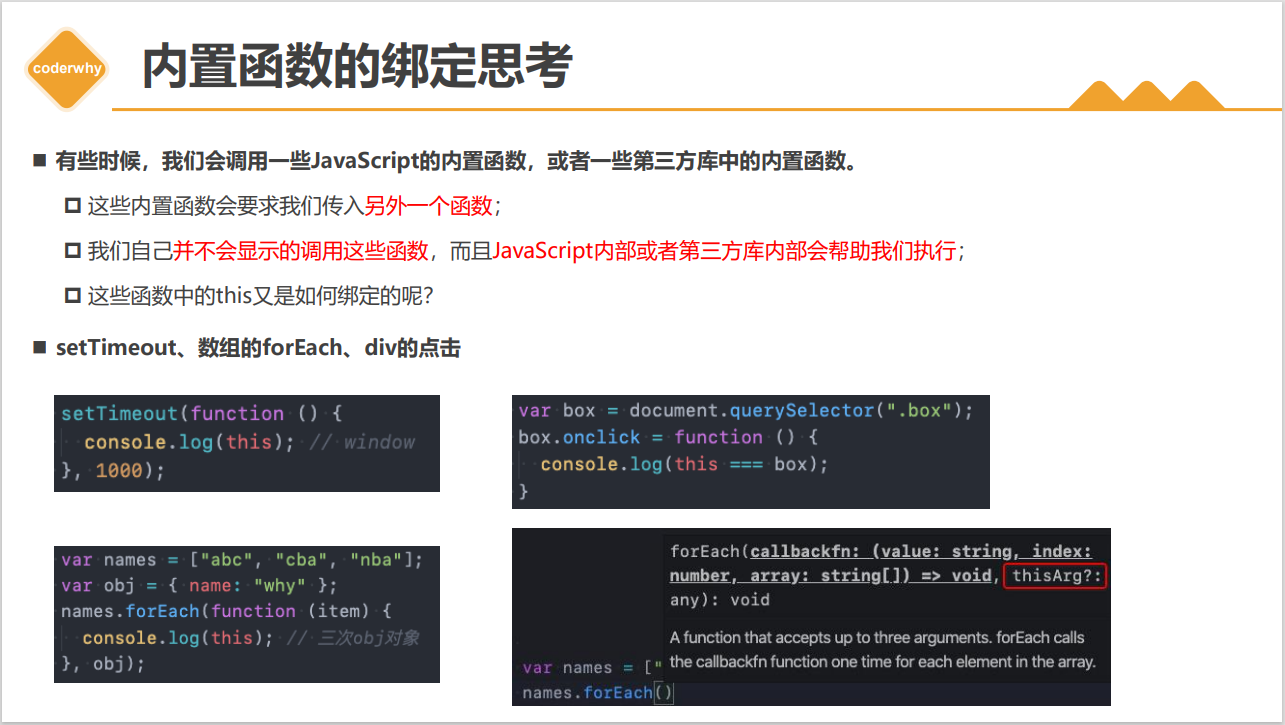 coderwhy
内置函数的绑定思考
有些时候，我们会调用一些JavaScript的内置函数，或者一些第三方库中的内置函数。
这些内置函数会要求我们传入另外一个函数；
我们自己并不会显示的调用这些函数，而且JavaScript内部或者第三方库内部会帮助我们执行；
这些函数中的this又是如何绑定的呢？
setTimeout、数组的forEach、div的点击
setTimeout(function () {
  console.log(this); // window
}, 1000);
var box = document.querySelector(".box");
box.onclick = function () {
  console.log(this === box);
}
var names = ["abc", "cba", "nba"];
var obj = { name: "why" };
names.forEach(function (item) {
  console.log(this); // 三次obj对象
}, obj);
forEach(callbackfn: (value: string, index:
number, array: string[]) => void, thisArg?:
any): void
A function that accepts up to three arguments. forEach calls
the callbackfn function one time for each element in the array.
var names = ["
names.forEach()